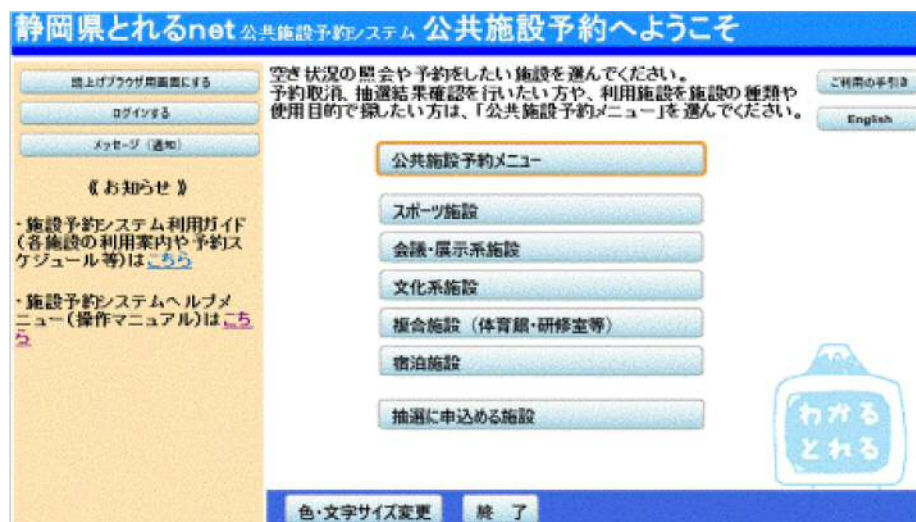 静岡県とれるnet 公共施設予約システム 公共施設予約へようこそ
読上げブラウザ用画面にする
ログインする
メッセージ（通知）
《 お知らせ 》
・施設予約システム利用ガイド
（各施設の利用案内や予約ス
ケジュール等）はこちら
・施設予約システムヘルプメ
ニュー（操作マニュアル）はこち
ら
空き状況の照会や予約をしたい施設を選んでください。
予約取消、抽選結果確認を行いたい方や、利用施設を施設の種類や
使用目的で探したい方は、「公共施設予約メニュー」を選んでください。
ご利用の手引き
English
公共施設予約メニュー
スポーツ施設
会議・展示系施設
文化系施設
複合施設（体育館・研修室等）
宿泊施設
抽選に申込める施設
わかる
とれる
色・文字サイズ変更
終　了